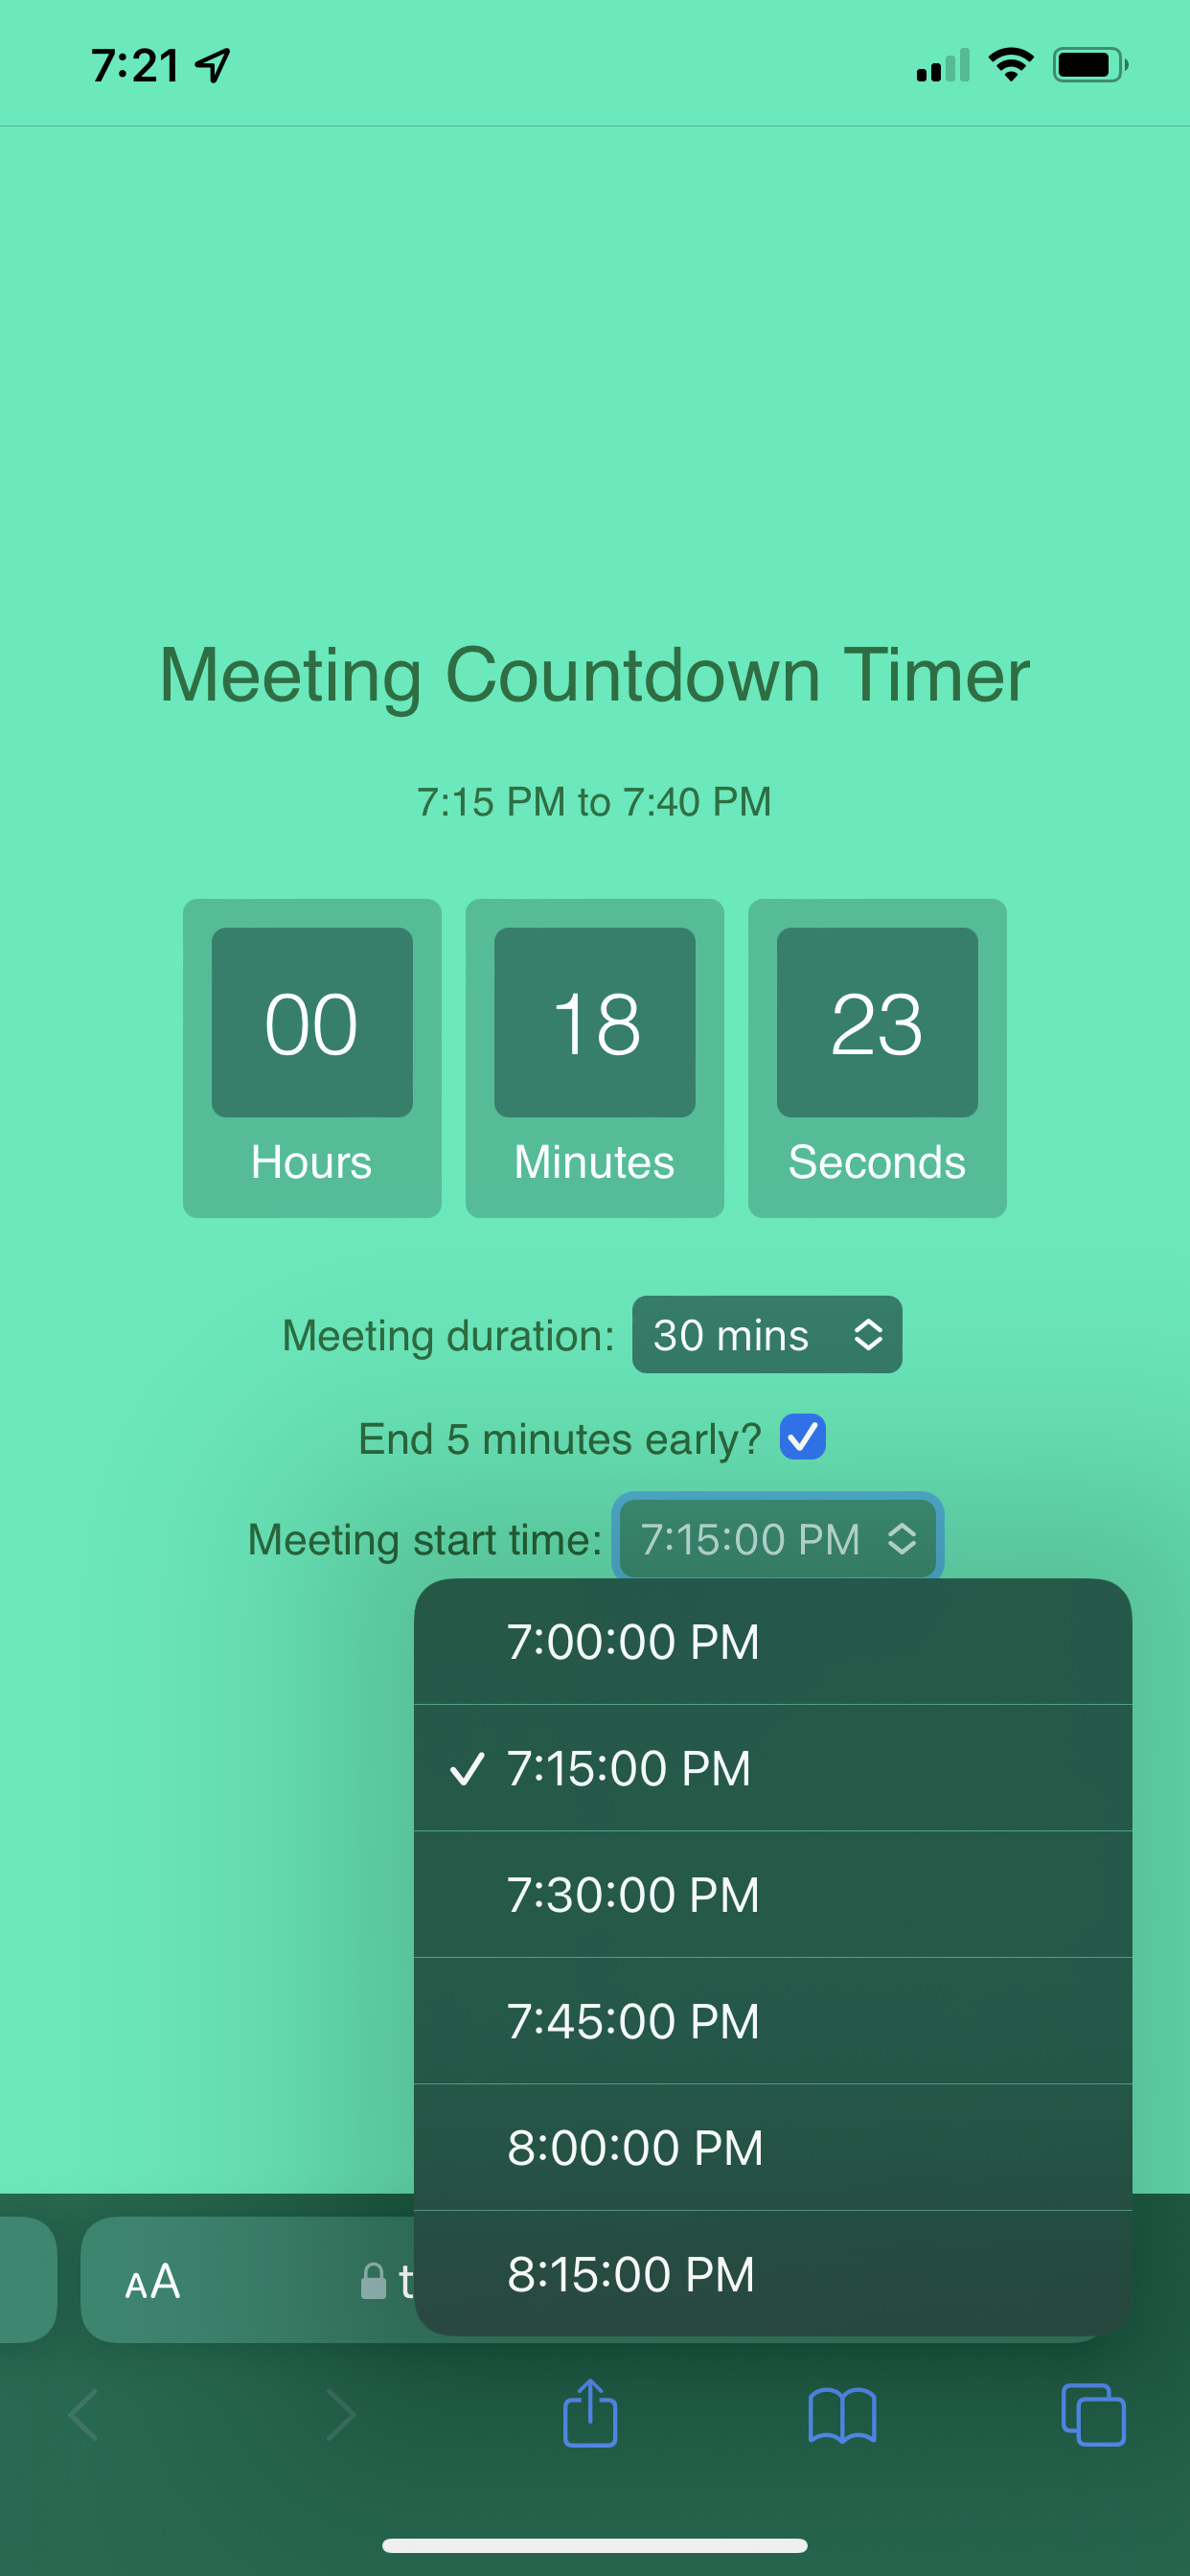 7:21
Meeting Countdown Timer
7:15 PM to 7:40 PM
00 18 23
Hours Minutes Seconds
Meeting duration: 30 mins
End 5 minutes early?
Meeting start time: 7:15:00 PM
7:00:00 PM
7:15:00 PM
7:30:00 PM
7:45:00 PM
8:00:00 PM
8:15:00 PM
AA t